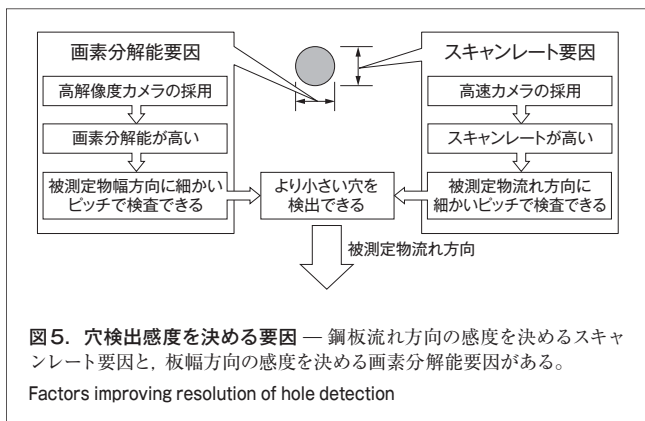 画素分解能要因
高解像度カメラの採用
画素分解能が高い
被測定物幅方向に細かい
ピッチで検査できる
スキャンレート要因
高速カメラの採用
スキャンレートが高い
被測定物流れ方向に
細かいピッチで検査できる
より小さい穴を
検出できる
被測定物流れ方向
図5. 穴検出感度を決める要因 — 鋼板流れ方向の感度を決めるスキャ
ンレート要因と, 板幅方向の感度を決める画素分解能要因がある。
Factors improving resolution of hole detection